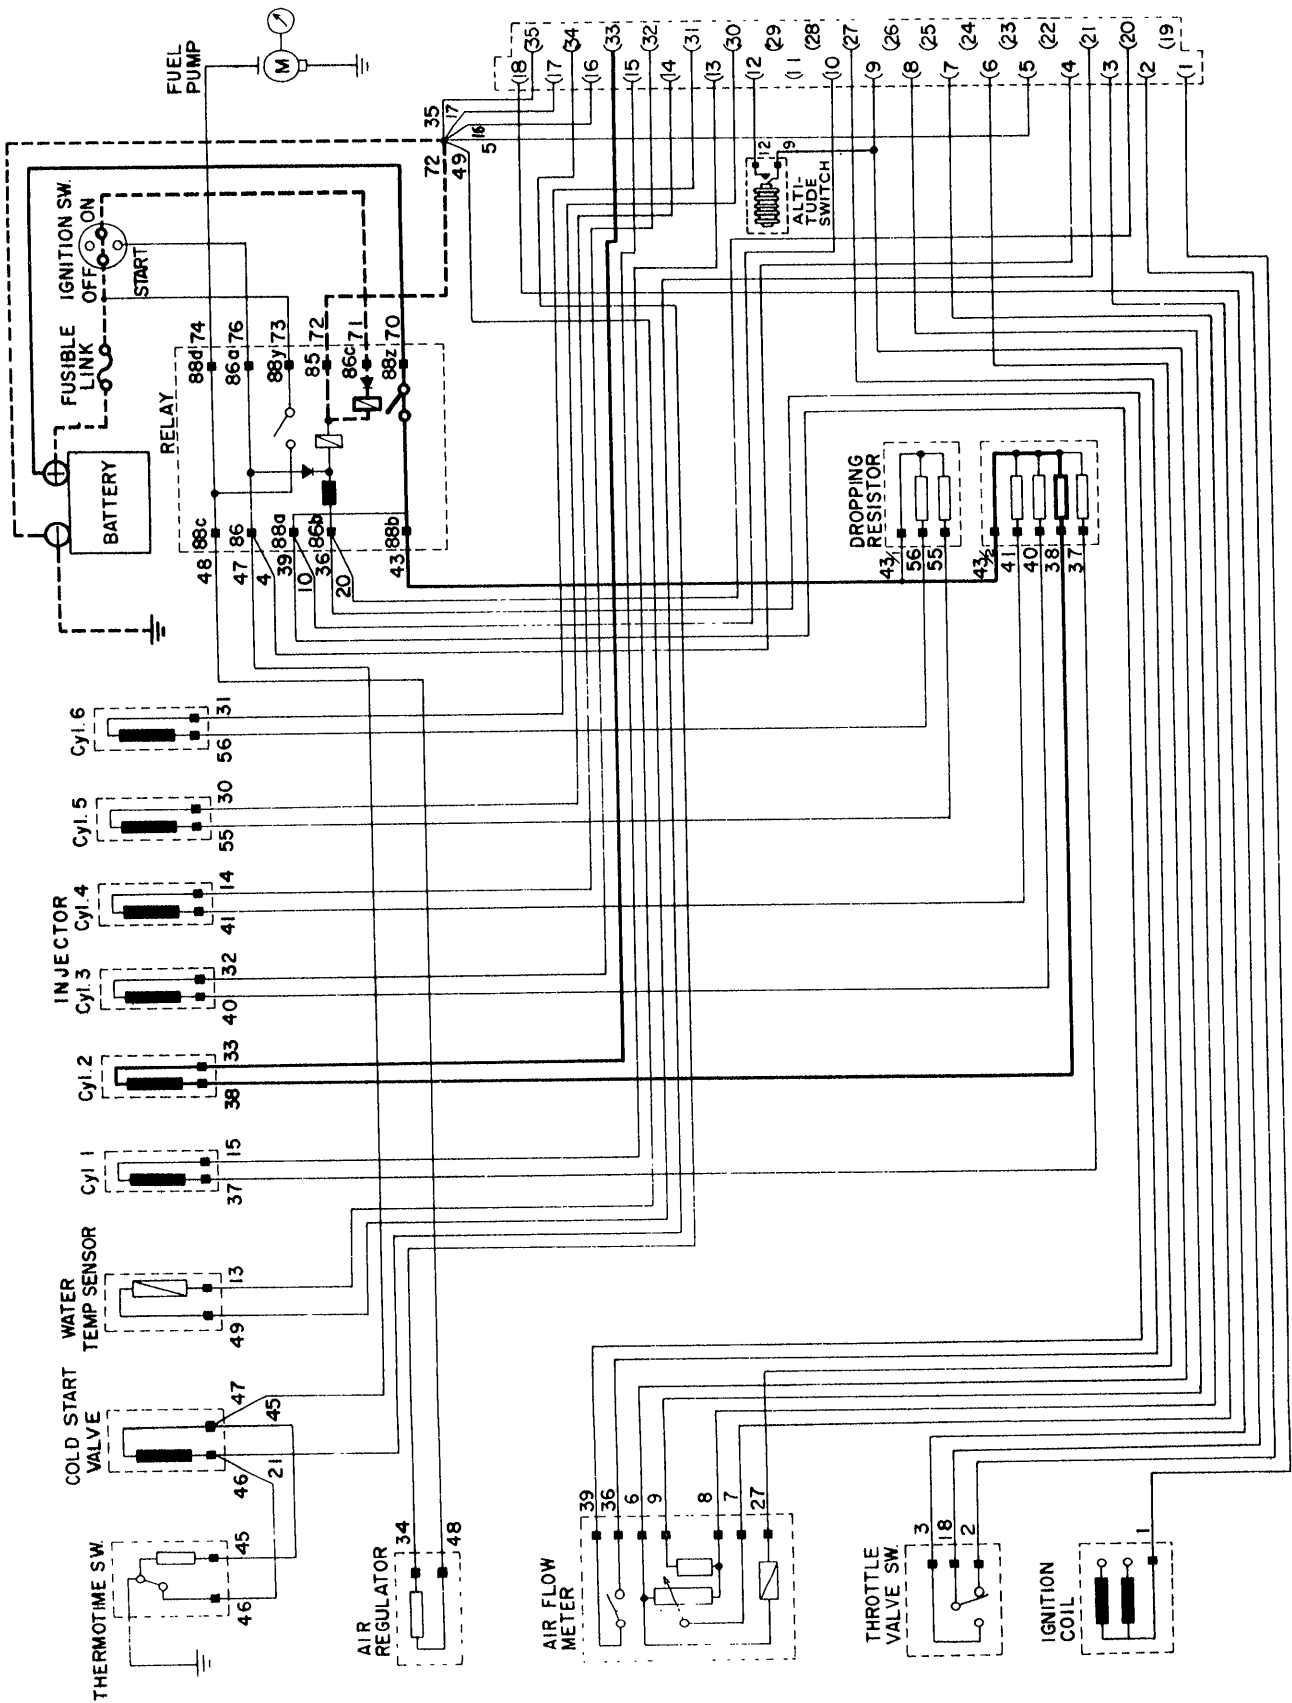 FUEL
PUMP
M
(18
(35
(17
(34
(16
(33
(15
(32
(14
(31
(13
(30
(12
(29
(11
(28
(10
(27
(9
(26
(8
(25
(7
(24
(6
(23
(5
(22
(4
(21
(3
(20
(2
(19
(1
35
17
16
5
72
49
12
9
ALTI-
TUDE
SWITCH
IGNITION SW.
OFF
ON
START
FUSIBLE
LINK
BATTERY
RELAY
88d
74
86a
76
88y
73
85
72
86c
71
88z
70
88c
48
86
47
4
88a
39
10
86b
36
20
88b
43
DROPPING
RESISTOR
43/1
56
55
43/2
41
40
38
37
INJECTOR
Cyl.6
31
56
Cyl.5
30
55
Cyl.4
14
41
Cyl.3
32
40
Cyl.2
33
38
Cyl 1
15
37
WATER
TEMP SENSOR
13
49
COLD START
VALVE
47
45
46
21
THERMOTIME SW.
45
46
AIR
REGULATOR
34
48
AIR FLOW
METER
39
36
6
9
8
7
27
THROTTLE
VALVE SW.
3
18
2
IGNITION
COIL
1